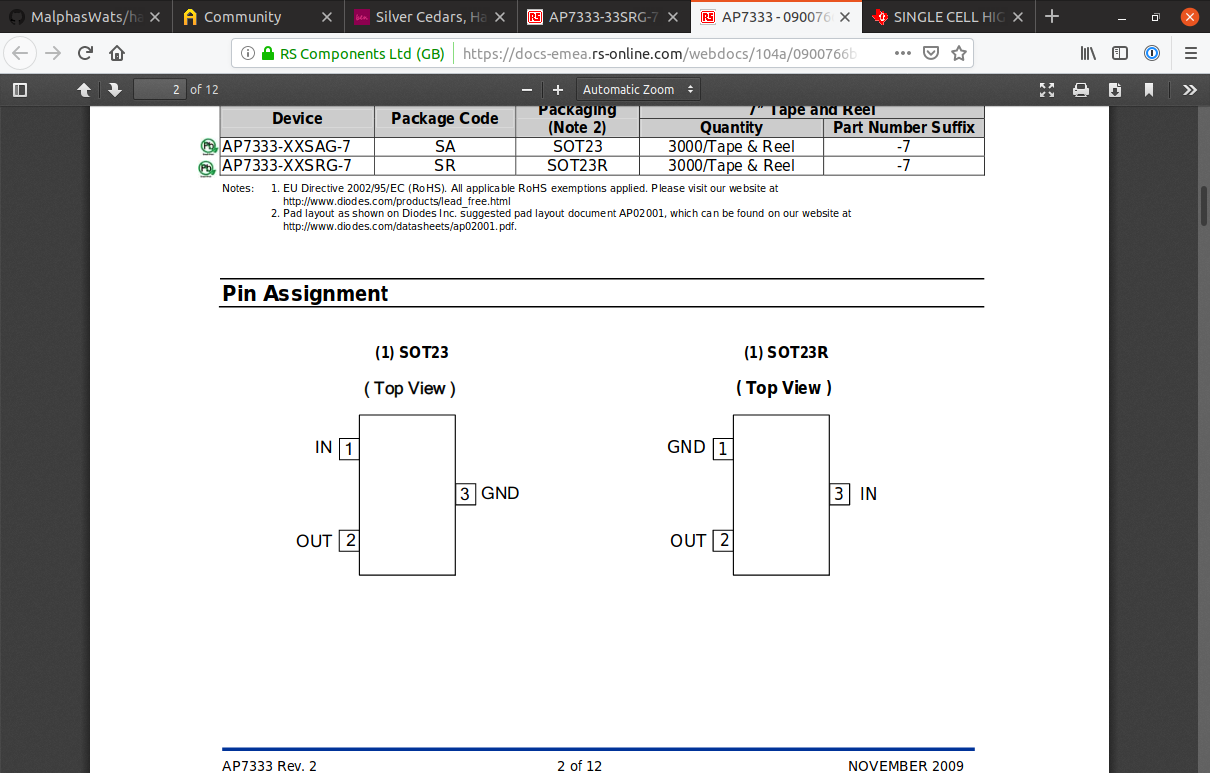 MalphasWats/ha
Community
Silver Cedars, Ha
RS AP7333-33SRG-7
RS AP7333 - 090076
SINGLE CELL HIG
RS Components Ltd (GB) https://docs-emea.rs-online.com/webdocs/104a/0900766b
2 of 12 Automatic Zoom
Packaging 7" Tape and Reel
Device Package Code (Note 2) Quantity Part Number Suffix
Pb AP7333-XXSAG-7 SA SOT23 3000/Tape & Reel -7
Pb AP7333-XXSRG-7 SR SOT23R 3000/Tape & Reel -7
Notes: 1. EU Directive 2002/95/EC (RoHS). All applicable RoHS exemptions applied. Please visit our website at
http://www.diodes.com/products/lead_free.html
2. Pad layout as shown on Diodes Inc. suggested pad layout document AP02001, which can be found on our website at
http://www.diodes.com/datasheets/ap02001.pdf.
Pin Assignment
(1) SOT23
( Top View )
IN 1
3 GND
OUT 2
(1) SOT23R
( Top View )
GND 1
3 IN
OUT 2
AP7333 Rev. 2 2 of 12 NOVEMBER 2009